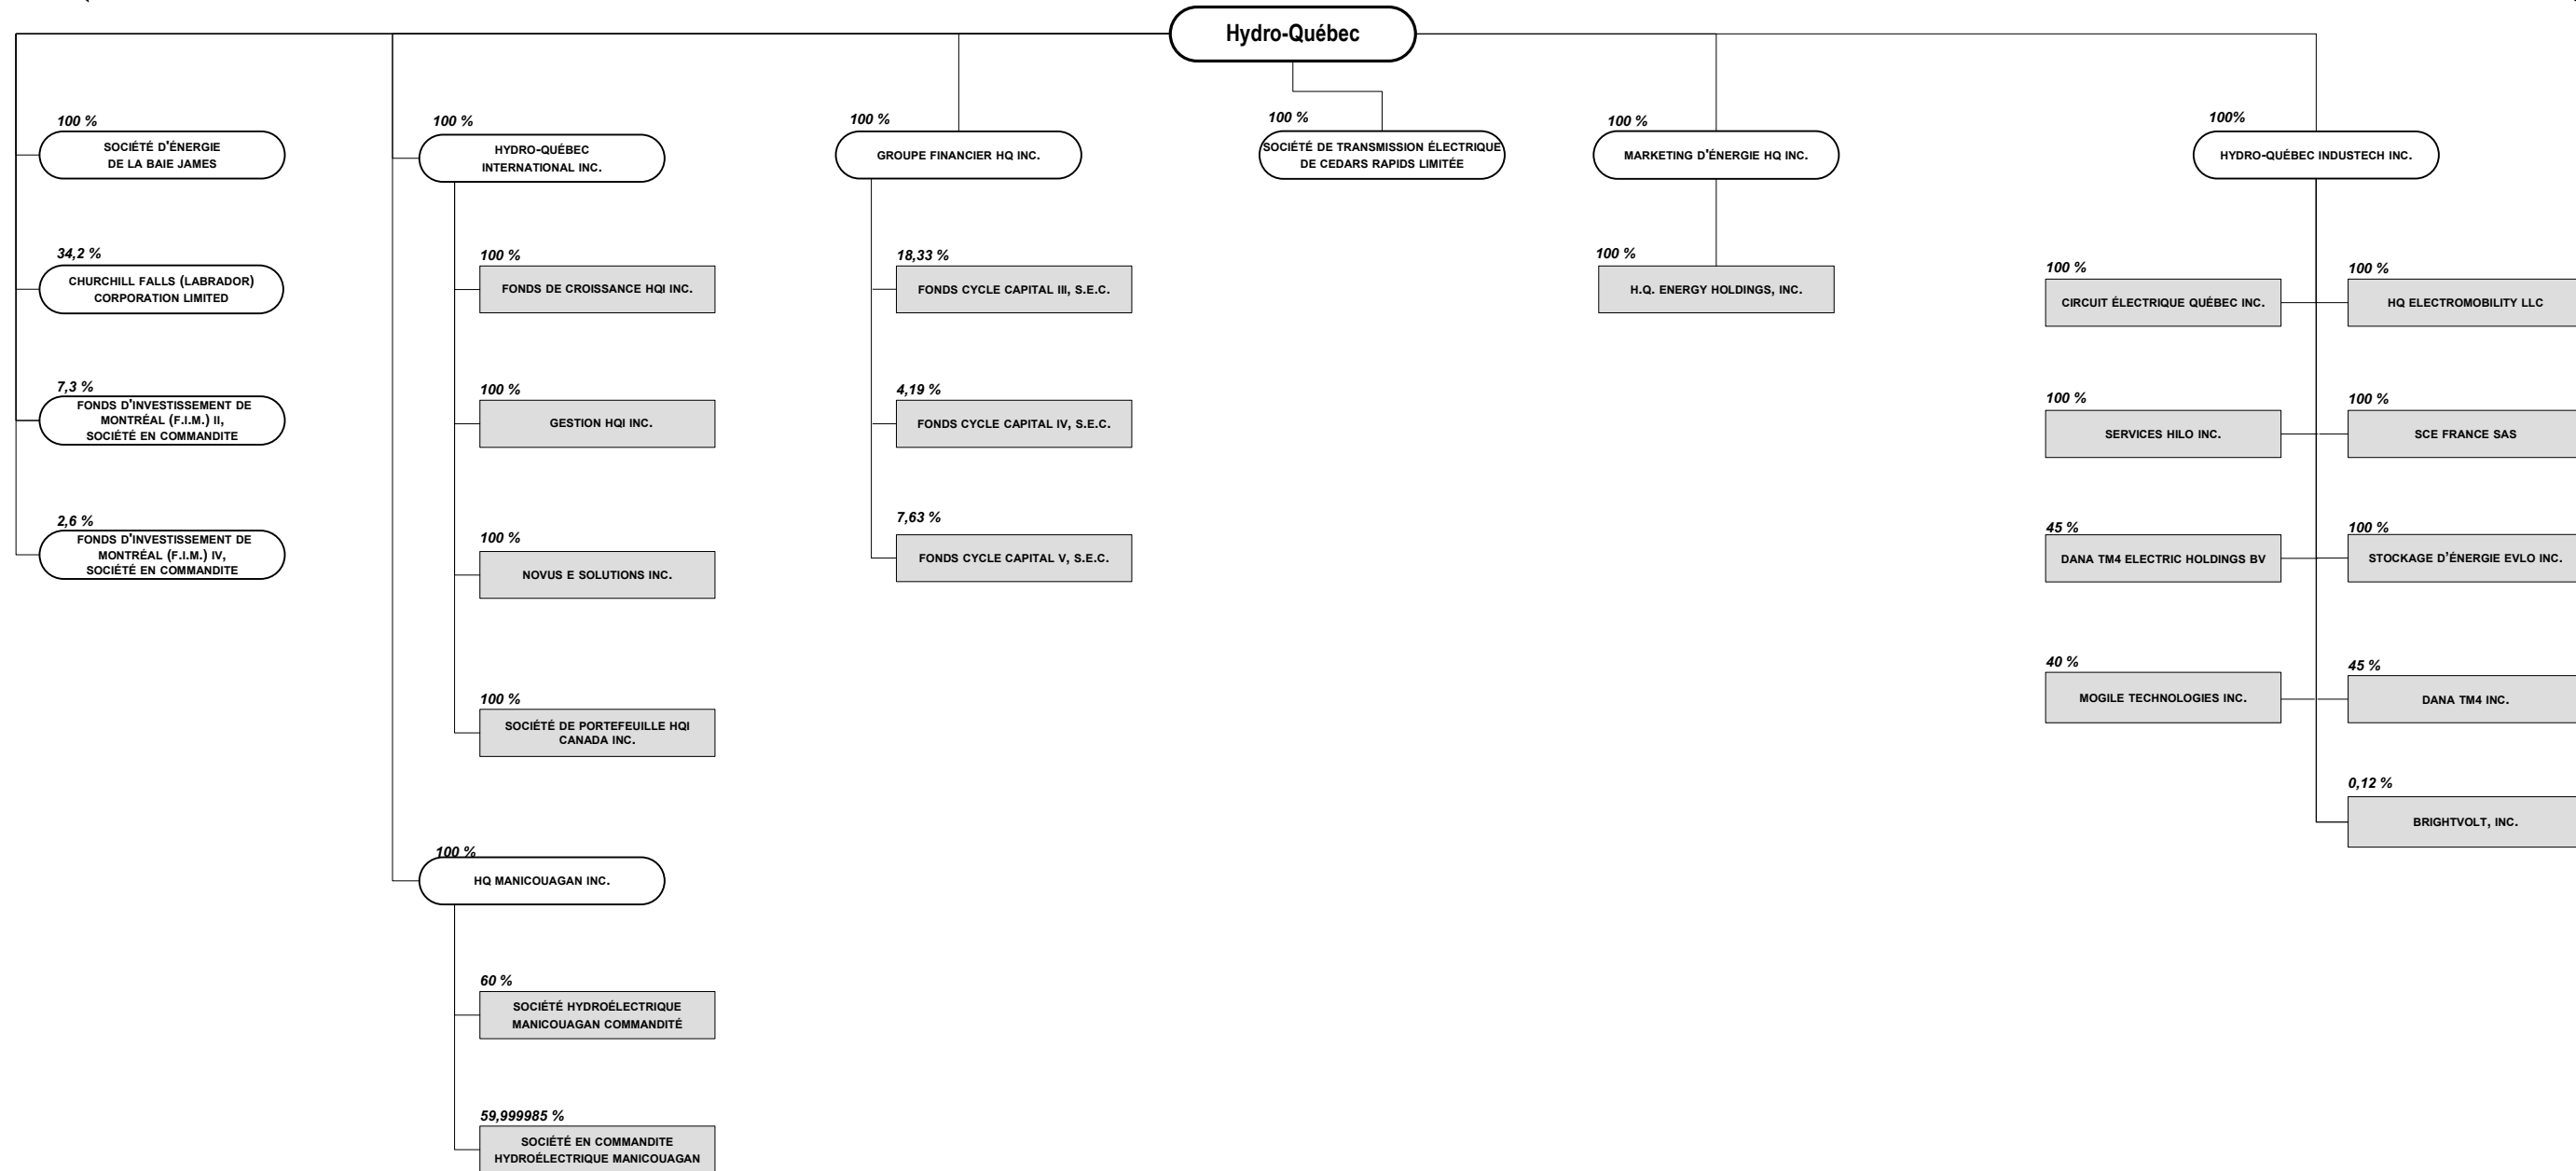 Hydro-Québec
100 %
SOCIÉTÉ D'ÉNERGIE
DE LA BAIE JAMES
34,2 %
CHURCHILL FALLS (LABRADOR)
CORPORATION LIMITED
7,3 %
FONDS D'INVESTISSEMENT DE
MONTRÉAL (F.I.M.) II,
SOCIÉTÉ EN COMMANDITE
2,6 %
FONDS D'INVESTISSEMENT DE
MONTRÉAL (F.I.M.) IV,
SOCIÉTÉ EN COMMANDITE
100 %
HYDRO-QUÉBEC
INTERNATIONAL INC.
100 %
FONDS DE CROISSANCE HQI INC.
100 %
GESTION HQI INC.
100 %
NOVUS E SOLUTIONS INC.
100 %
SOCIÉTÉ DE PORTEFEUILLE HQI
CANADA INC.
100 %
HQ MANICOUAGAN INC.
60 %
SOCIÉTÉ HYDROÉLECTRIQUE
MANICOUAGAN COMMANDITÉ
59,999985 %
SOCIÉTÉ EN COMMANDITE
HYDROÉLECTRIQUE MANICOUAGAN
100 %
GROUPE FINANCIER HQ INC.
18,33 %
FONDS CYCLE CAPITAL III, S.E.C.
4,19 %
FONDS CYCLE CAPITAL IV, S.E.C.
7,63 %
FONDS CYCLE CAPITAL V, S.E.C.
100 %
SOCIÉTÉ DE TRANSMISSION ÉLECTRIQUE
DE CEDARS RAPIDS LIMITÉE
100 %
MARKETING D'ÉNERGIE HQ INC.
100 %
H.Q. ENERGY HOLDINGS, INC.
100%
HYDRO-QUÉBEC INDUSTECH INC.
100 %
CIRCUIT ÉLECTRIQUE QUÉBEC INC.
100 %
HQ ELECTROMOBILITY LLC
100 %
SERVICES HILO INC.
100 %
SCE FRANCE SAS
45 %
DANA TM4 ELECTRIC HOLDINGS BV
100 %
STOCKAGE D’ÉNERGIE EVLO INC.
40 %
MOGILE TECHNOLOGIES INC.
45 %
DANA TM4 INC.
0,12 %
BRIGHTVOLT, INC.